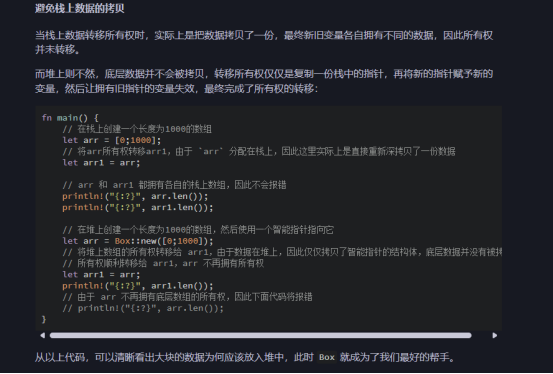 避免栈上数据的拷贝
当栈上数据转移所有权时，实际上是把数据拷贝了一份，最终新旧变量各自拥有不同的数据，因此所有权
并未转移。
而堆上则不然，底层数据并不会被拷贝，转移所有权仅仅是复制一份栈中的指针，再将新的指针赋予新的
变量，然后让拥有旧指针的变量失效，最终完成了所有权的转移：
fn main() {
    // 在栈上创建一个长度为1000的数组
    let arr = [0;1000];
    // 将arr所有权转移arr1，由于 `arr` 分配在栈上，因此这里实际上是直接重新深拷贝了一份数据
    let arr1 = arr;
    // arr 和 arr1 都拥有各自的栈上数组，因此不会报错
    println!("{:?}", arr.len());
    println!("{:?}", arr1.len());
    // 在堆上创建一个长度为1000的数组，然后使用一个智能指针指向它
    let arr = Box::new([0;1000]);
    // 将堆上数组的所有权转移给 arr1，由于数据在堆上，因此仅仅拷贝了智能指针的结构体，底层数据并没有被拷
    // 所有权顺利转移给 arr1，arr 不再拥有所有权
    let arr1 = arr;
    println!("{:?}", arr1.len());
    // 由于 arr 不再拥有底层数组的所有权，因此下面代码将报错
    // println!("{:?}", arr.len());
}
从以上代码，可以清晰看出大块的数据为何应该放入堆中，此时 Box 就成为了我们最好的帮手。